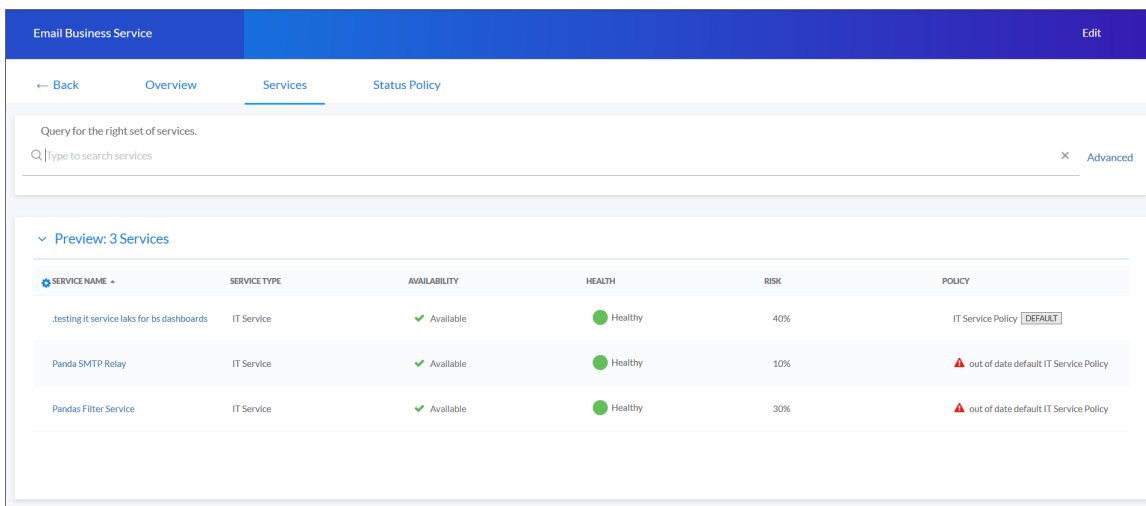 Email Business Service Edit
← Back Overview Services Status Policy
Query for the right set of services.
Type to search services × Advanced
Preview: 3 Services
SERVICE NAME SERVICE TYPE AVAILABILITY HEALTH RISK POLICY
.testing it service laks for bs dashboards IT Service Available Healthy 40% IT Service Policy DEFAULT
Panda SMTP Relay IT Service Available Healthy 10% out of date default IT Service Policy
Pandas Filter Service IT Service Available Healthy 30% out of date default IT Service Policy